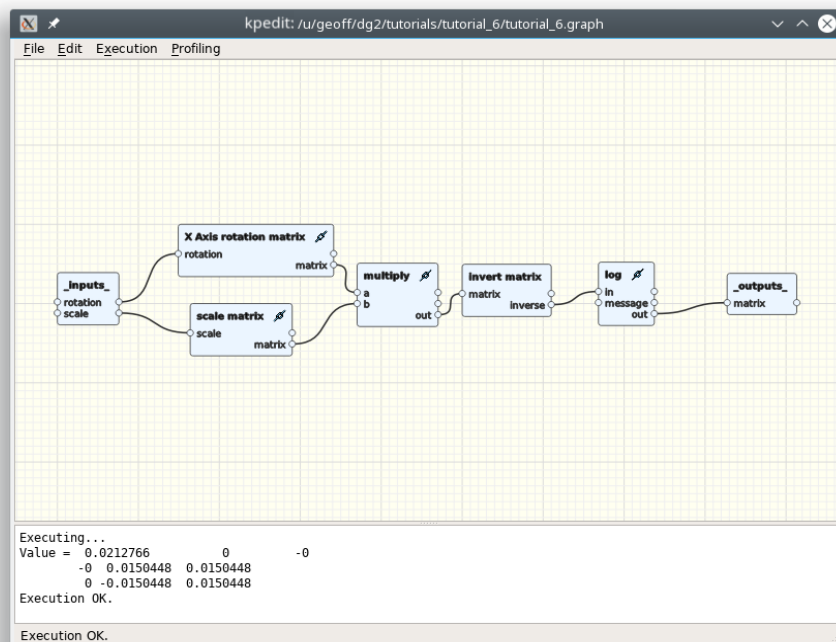 kpedit: /u/geoff/dg2/tutorials/tutorial_6/tutorial_6.graph
File Edit Execution Profiling
X Axis rotation matrix
rotation
matrix
_inputs_
rotation
scale
scale matrix
scale
matrix
multiply
a
b
out
invert matrix
matrix
inverse
log
in
message
out
_outputs_
matrix
Executing...
Value =  0.0212766          0         -0
        -0  0.0150448  0.0150448
         0 -0.0150448  0.0150448
Execution OK.
Execution OK.